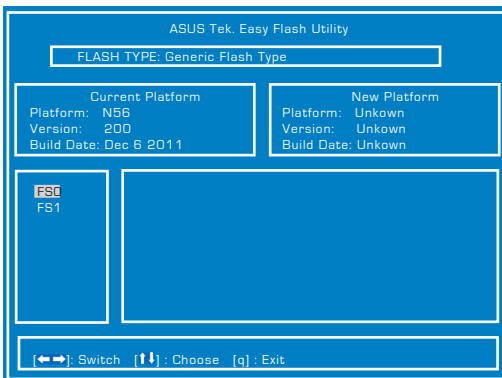 ASUS Tek. Easy Flash Utility
FLASH TYPE: Generic Flash Type
Current Platform
Platform: N56
Version: 200
Build Date: Dec 6 2011
New Platform
Platform: Unkown
Version: Unkown
Build Date: Unkown
FS0
FS1
[←→]: Switch [↑↓] : Choose [q] : Exit